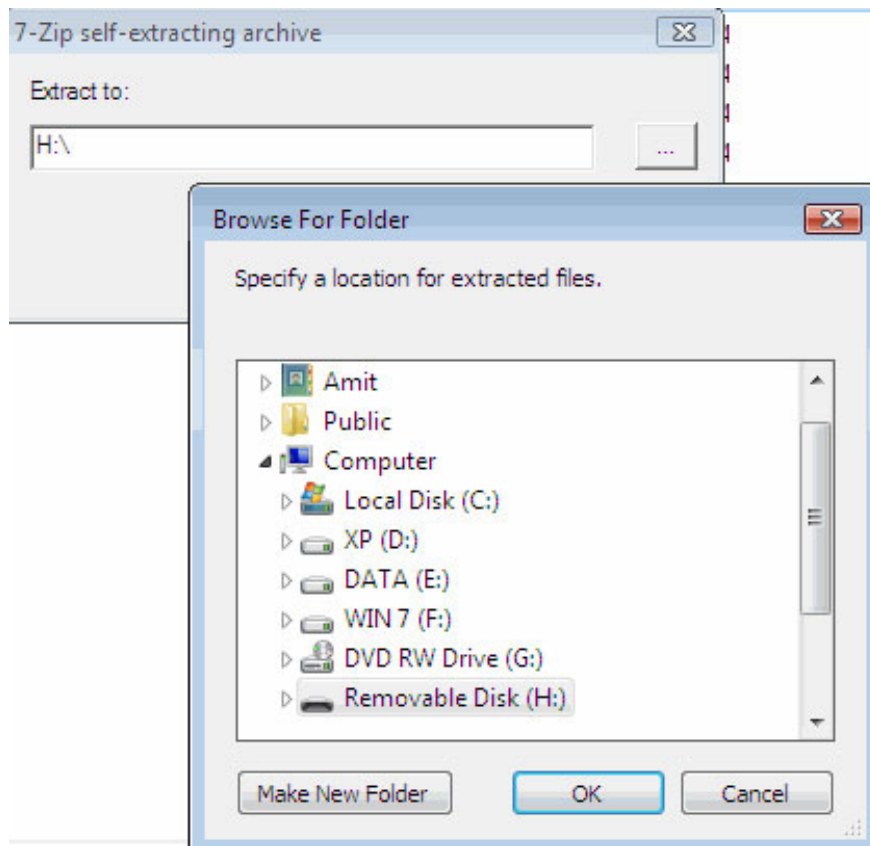 7-Zip self-extracting archive
Extract to:
H:\
...
Browse For Folder
Specify a location for extracted files.
Amit
Public
Computer
Local Disk (C:)
XP (D:)
DATA (E:)
WIN 7 (F:)
DVD RW Drive (G:)
Removable Disk (H:)
Make New Folder OK Cancel